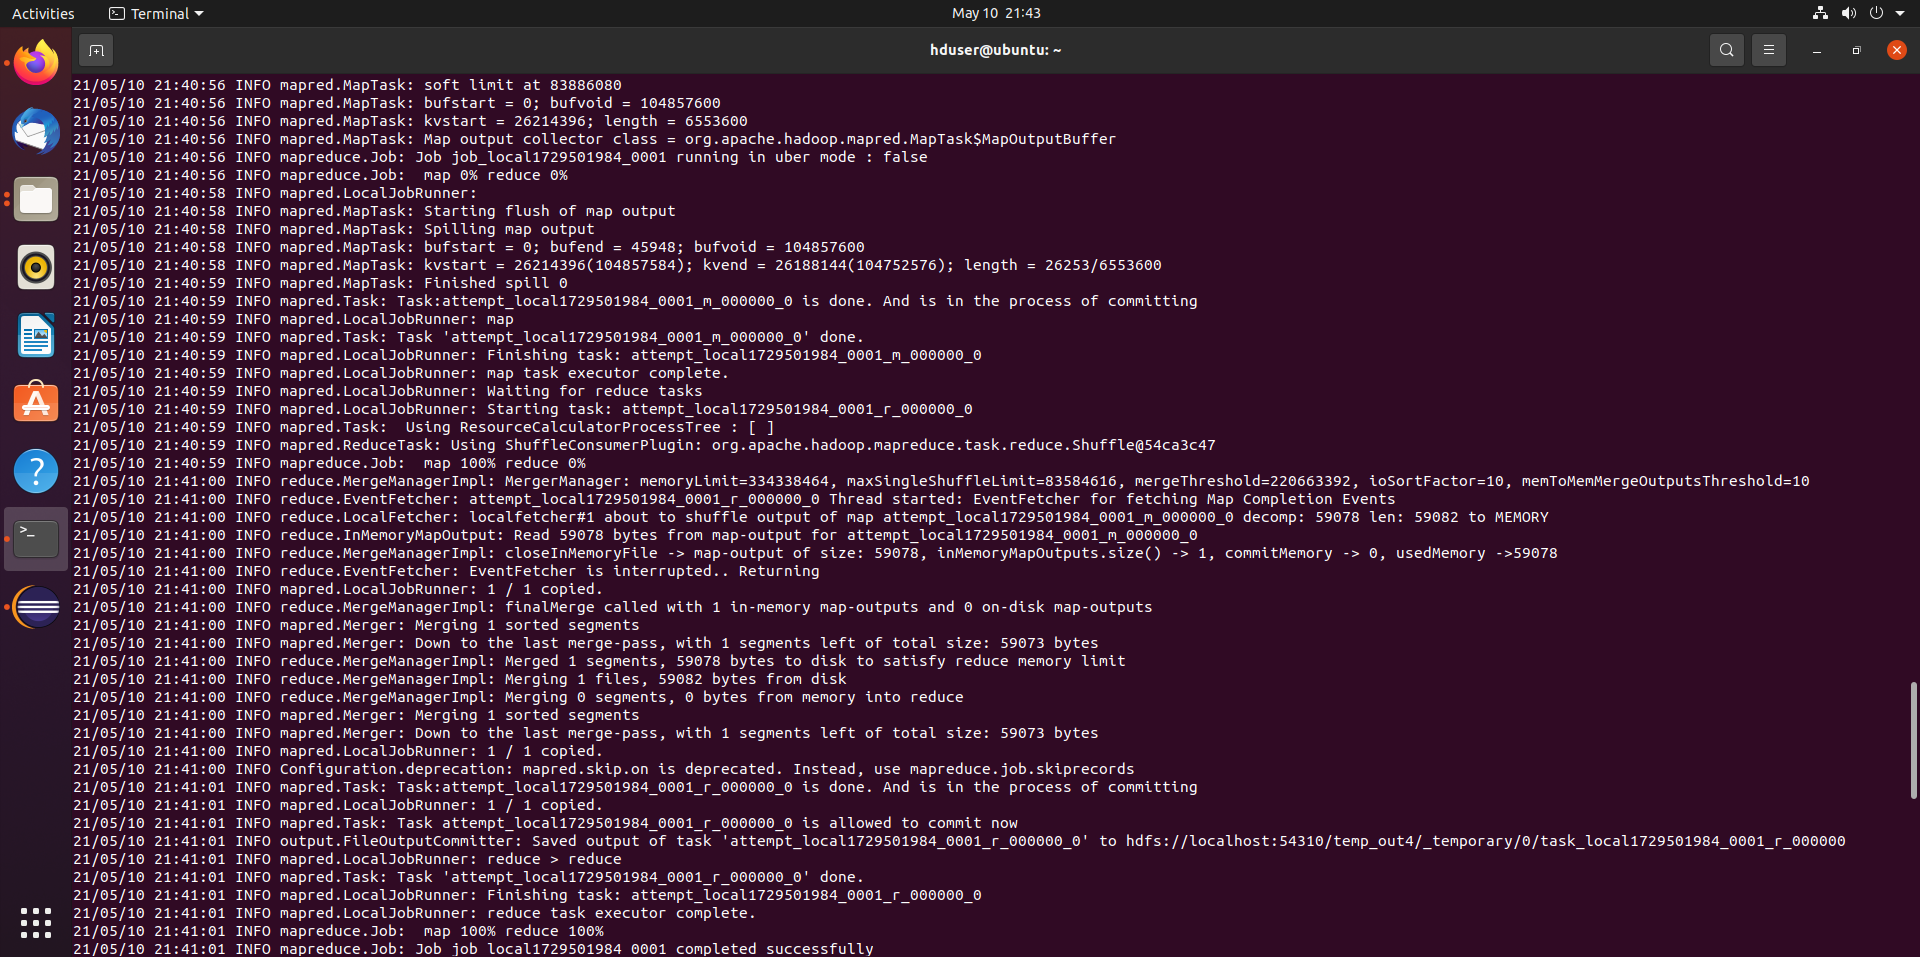 Activities
Terminal
May 10 21:43
hduser@ubuntu: ~
21/05/10 21:40:56 INFO mapred.MapTask: soft limit at 83886080
21/05/10 21:40:56 INFO mapred.MapTask: bufstart = 0; bufvoid = 104857600
21/05/10 21:40:56 INFO mapred.MapTask: kvstart = 26214396; length = 6553600
21/05/10 21:40:56 INFO mapred.MapTask: Map output collector class = org.apache.hadoop.mapred.MapTask$MapOutputBuffer
21/05/10 21:40:56 INFO mapreduce.Job: Job job_local1729501984_0001 running in uber mode : false
21/05/10 21:40:56 INFO mapreduce.Job:  map 0% reduce 0%
21/05/10 21:40:58 INFO mapred.LocalJobRunner:
21/05/10 21:40:58 INFO mapred.MapTask: Starting flush of map output
21/05/10 21:40:58 INFO mapred.MapTask: Spilling map output
21/05/10 21:40:58 INFO mapred.MapTask: bufstart = 0; bufend = 45948; bufvoid = 104857600
21/05/10 21:40:58 INFO mapred.MapTask: kvstart = 26214396(104857584); kvend = 26188144(104752576); length = 26253/6553600
21/05/10 21:40:59 INFO mapred.MapTask: Finished spill 0
21/05/10 21:40:59 INFO mapred.Task: Task:attempt_local1729501984_0001_m_000000_0 is done. And is in the process of committing
21/05/10 21:40:59 INFO mapred.LocalJobRunner: map
21/05/10 21:40:59 INFO mapred.Task: Task 'attempt_local1729501984_0001_m_000000_0' done.
21/05/10 21:40:59 INFO mapred.LocalJobRunner: Finishing task: attempt_local1729501984_0001_m_000000_0
21/05/10 21:40:59 INFO mapred.LocalJobRunner: map task executor complete.
21/05/10 21:40:59 INFO mapred.LocalJobRunner: Waiting for reduce tasks
21/05/10 21:40:59 INFO mapred.LocalJobRunner: Starting task: attempt_local1729501984_0001_r_000000_0
21/05/10 21:40:59 INFO mapred.Task:  Using ResourceCalculatorProcessTree : [ ]
21/05/10 21:40:59 INFO mapred.ReduceTask: Using ShuffleConsumerPlugin: org.apache.hadoop.mapreduce.task.reduce.Shuffle@54ca3c47
21/05/10 21:40:59 INFO mapreduce.Job:  map 100% reduce 0%
21/05/10 21:41:00 INFO reduce.MergeManagerImpl: MergerManager: memoryLimit=334338464, maxSingleShuffleLimit=83584616, mergeThreshold=220663392, ioSortFactor=10, memToMemMergeOutputsThreshold=10
21/05/10 21:41:00 INFO reduce.EventFetcher: attempt_local1729501984_0001_r_000000_0 Thread started: EventFetcher for fetching Map Completion Events
21/05/10 21:41:00 INFO reduce.LocalFetcher: localfetcher#1 about to shuffle output of map attempt_local1729501984_0001_m_000000_0 decomp: 59078 len: 59082 to MEMORY
21/05/10 21:41:00 INFO reduce.InMemoryMapOutput: Read 59078 bytes from map-output for attempt_local1729501984_0001_m_000000_0
21/05/10 21:41:00 INFO reduce.MergeManagerImpl: closeInMemoryFile -> map-output of size: 59078, inMemoryMapOutputs.size() -> 1, commitMemory -> 0, usedMemory ->59078
21/05/10 21:41:00 INFO reduce.EventFetcher: EventFetcher is interrupted.. Returning
21/05/10 21:41:00 INFO mapred.LocalJobRunner: 1 / 1 copied.
21/05/10 21:41:00 INFO reduce.MergeManagerImpl: finalMerge called with 1 in-memory map-outputs and 0 on-disk map-outputs
21/05/10 21:41:00 INFO mapred.Merger: Merging 1 sorted segments
21/05/10 21:41:00 INFO mapred.Merger: Down to the last merge-pass, with 1 segments left of total size: 59073 bytes
21/05/10 21:41:00 INFO reduce.MergeManagerImpl: Merged 1 segments, 59078 bytes to disk to satisfy reduce memory limit
21/05/10 21:41:00 INFO reduce.MergeManagerImpl: Merging 1 files, 59082 bytes from disk
21/05/10 21:41:00 INFO reduce.MergeManagerImpl: Merging 0 segments, 0 bytes from memory into reduce
21/05/10 21:41:00 INFO mapred.Merger: Merging 1 sorted segments
21/05/10 21:41:00 INFO mapred.Merger: Down to the last merge-pass, with 1 segments left of total size: 59073 bytes
21/05/10 21:41:00 INFO mapred.LocalJobRunner: 1 / 1 copied.
21/05/10 21:41:00 INFO Configuration.deprecation: mapred.skip.on is deprecated. Instead, use mapreduce.job.skiprecords
21/05/10 21:41:01 INFO mapred.Task: Task:attempt_local1729501984_0001_r_000000_0 is done. And is in the process of committing
21/05/10 21:41:01 INFO mapred.LocalJobRunner: 1 / 1 copied.
21/05/10 21:41:01 INFO mapred.Task: Task attempt_local1729501984_0001_r_000000_0 is allowed to commit now
21/05/10 21:41:01 INFO output.FileOutputCommitter: Saved output of task 'attempt_local1729501984_0001_r_000000_0' to hdfs://localhost:54310/temp_out4/_temporary/0/task_local1729501984_0001_r_000000
21/05/10 21:41:01 INFO mapred.LocalJobRunner: reduce > reduce
21/05/10 21:41:01 INFO mapred.Task: Task 'attempt_local1729501984_0001_r_000000_0' done.
21/05/10 21:41:01 INFO mapred.LocalJobRunner: Finishing task: attempt_local1729501984_0001_r_000000_0
21/05/10 21:41:01 INFO mapred.LocalJobRunner: reduce task executor complete.
21/05/10 21:41:01 INFO mapreduce.Job:  map 100% reduce 100%
21/05/10 21:41:01 INFO mapreduce.Job: Job job_local1729501984_0001 completed successfully